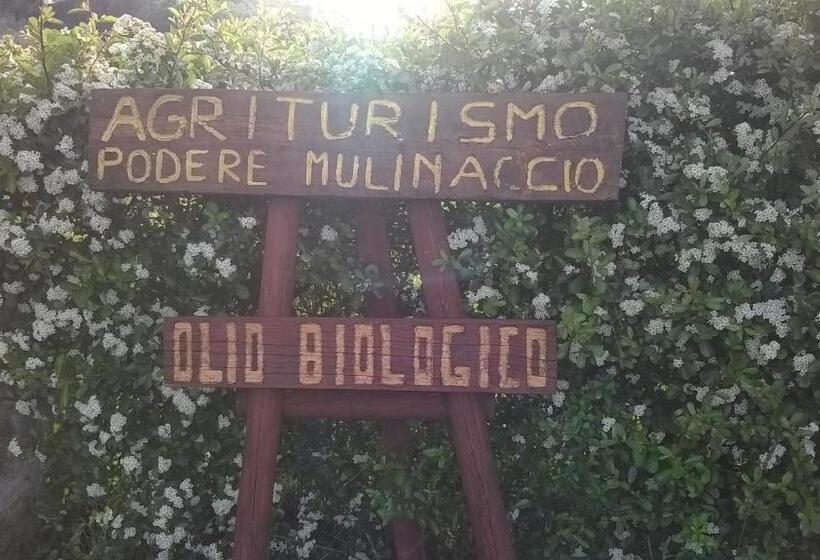 AGRITURISMO
PODERE MULINACCIO
OLIO BIOLOGICO